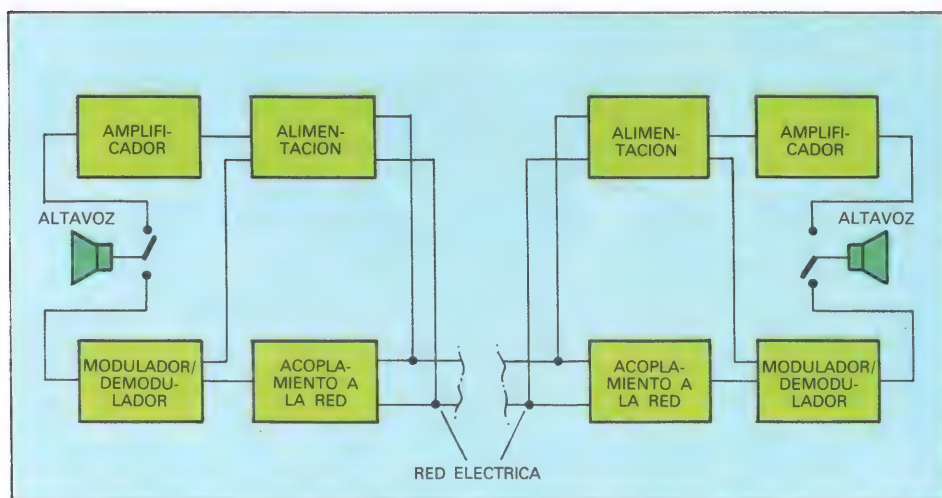 AMPLIFI-
CADOR
ALIMEN-
TACION
ALIMEN-
TACION
AMPLIFI-
CADOR
ALTAVOZ
ALTAVOZ
MODULADOR/
DEMODU-
LADOR
ACOPLA-
MIENTO A
LA RED
ACOPLA-
MIENTO A
LA RED
MODULADOR/
DEMODU-
LADOR
RED ELECTRICA